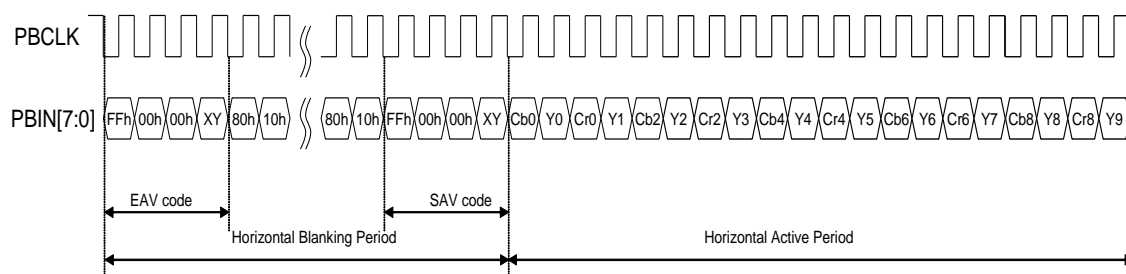 PBCLK
PBIN[7:0] FFh 00h 00h XY 80h 10h 80h 10h FFh 00h 00h XY Cb0 Y0 Cr0 Y1 Cb2 Y2 Cr2 Y3 Cb4 Y4 Cr4 Y5 Cb6 Y6 Cr6 Y7 Cb8 Y8 Cr8 Y9
EAV code SAV code
Horizontal Blanking Period Horizontal Active Period